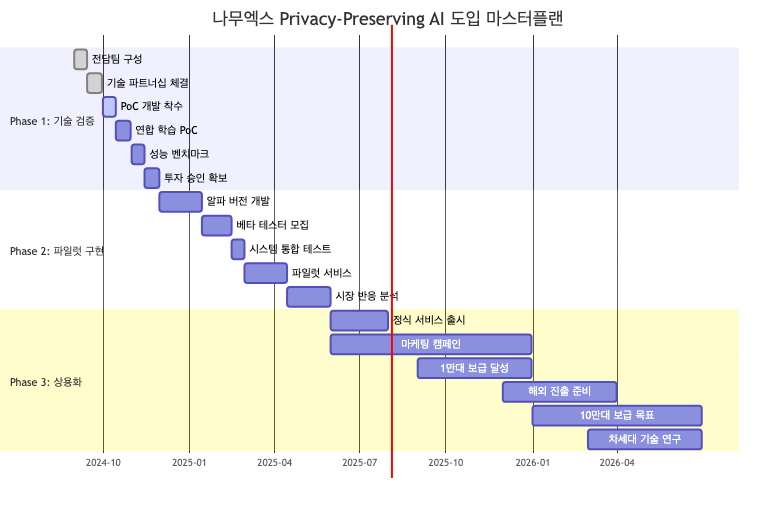 나무엑스 Privacy-Preserving AI 도입 마스터플랜
Phase 1: 기술 검증
전담팀 구성
기술 파트너십 체결
PoC 개발 착수
연합 학습 PoC
성능 벤치마크
투자 승인 확보
Phase 2: 파일럿 구현
알파 버전 개발
베타 테스터 모집
시스템 통합 테스트
파일럿 서비스
시장 반응 분석
Phase 3: 상용화
정식 서비스 출시
마케팅 캠페인
1만대 보급 달성
해외 진출 준비
10만대 보급 목표
차세대 기술 연구
2024-10 2025-01 2025-04 2025-07 2025-10 2026-01 2026-04